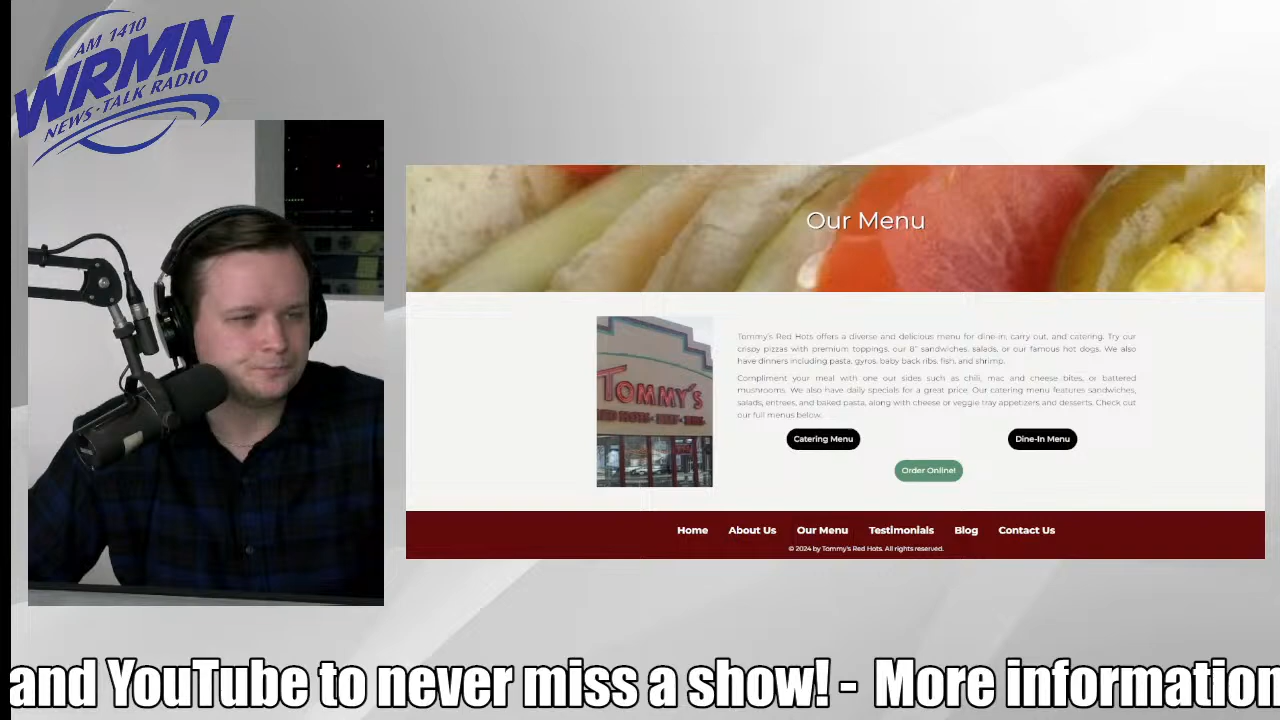 AM 1410
WRMN
NEWS·TALK RADIO
Our Menu
TOMMY'S
Tommy's Red Hots offers a diverse and delicious menu for dine-in, carry out, and catering. Try our
crispy pizzas with premium toppings, our 8" sandwiches, salads, or our famous hot dogs. We also
have dinners including pasta, gyros, baby back ribs, fish, and shrimp.
Compliment your meal with one our sides such as chili, mac and cheese bites, or battered
mushrooms. We also have daily specials for a great price. Our catering menu features sandwiches,
salads, entrees, and baked pasta, along with cheese or veggie tray appetizers and desserts. Check out
our full menus below.
Catering Menu
Dine-In Menu
Order Online!
Home About Us Our Menu Testimonials Blog Contact Us
© 2024 by Tommy's Red Hots. All rights reserved.
and YouTube to never miss a show! - More information